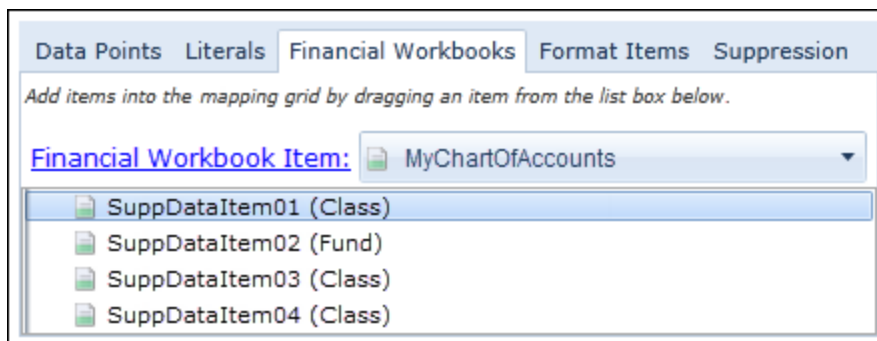 Data Points Literals Financial Workbooks Format Items Suppression
Add items into the mapping grid by dragging an item from the list box below.
Financial Workbook Item: MyChartOfAccounts
SuppDataItem01 (Class)
SuppDataItem02 (Fund)
SuppDataItem03 (Class)
SuppDataItem04 (Class)